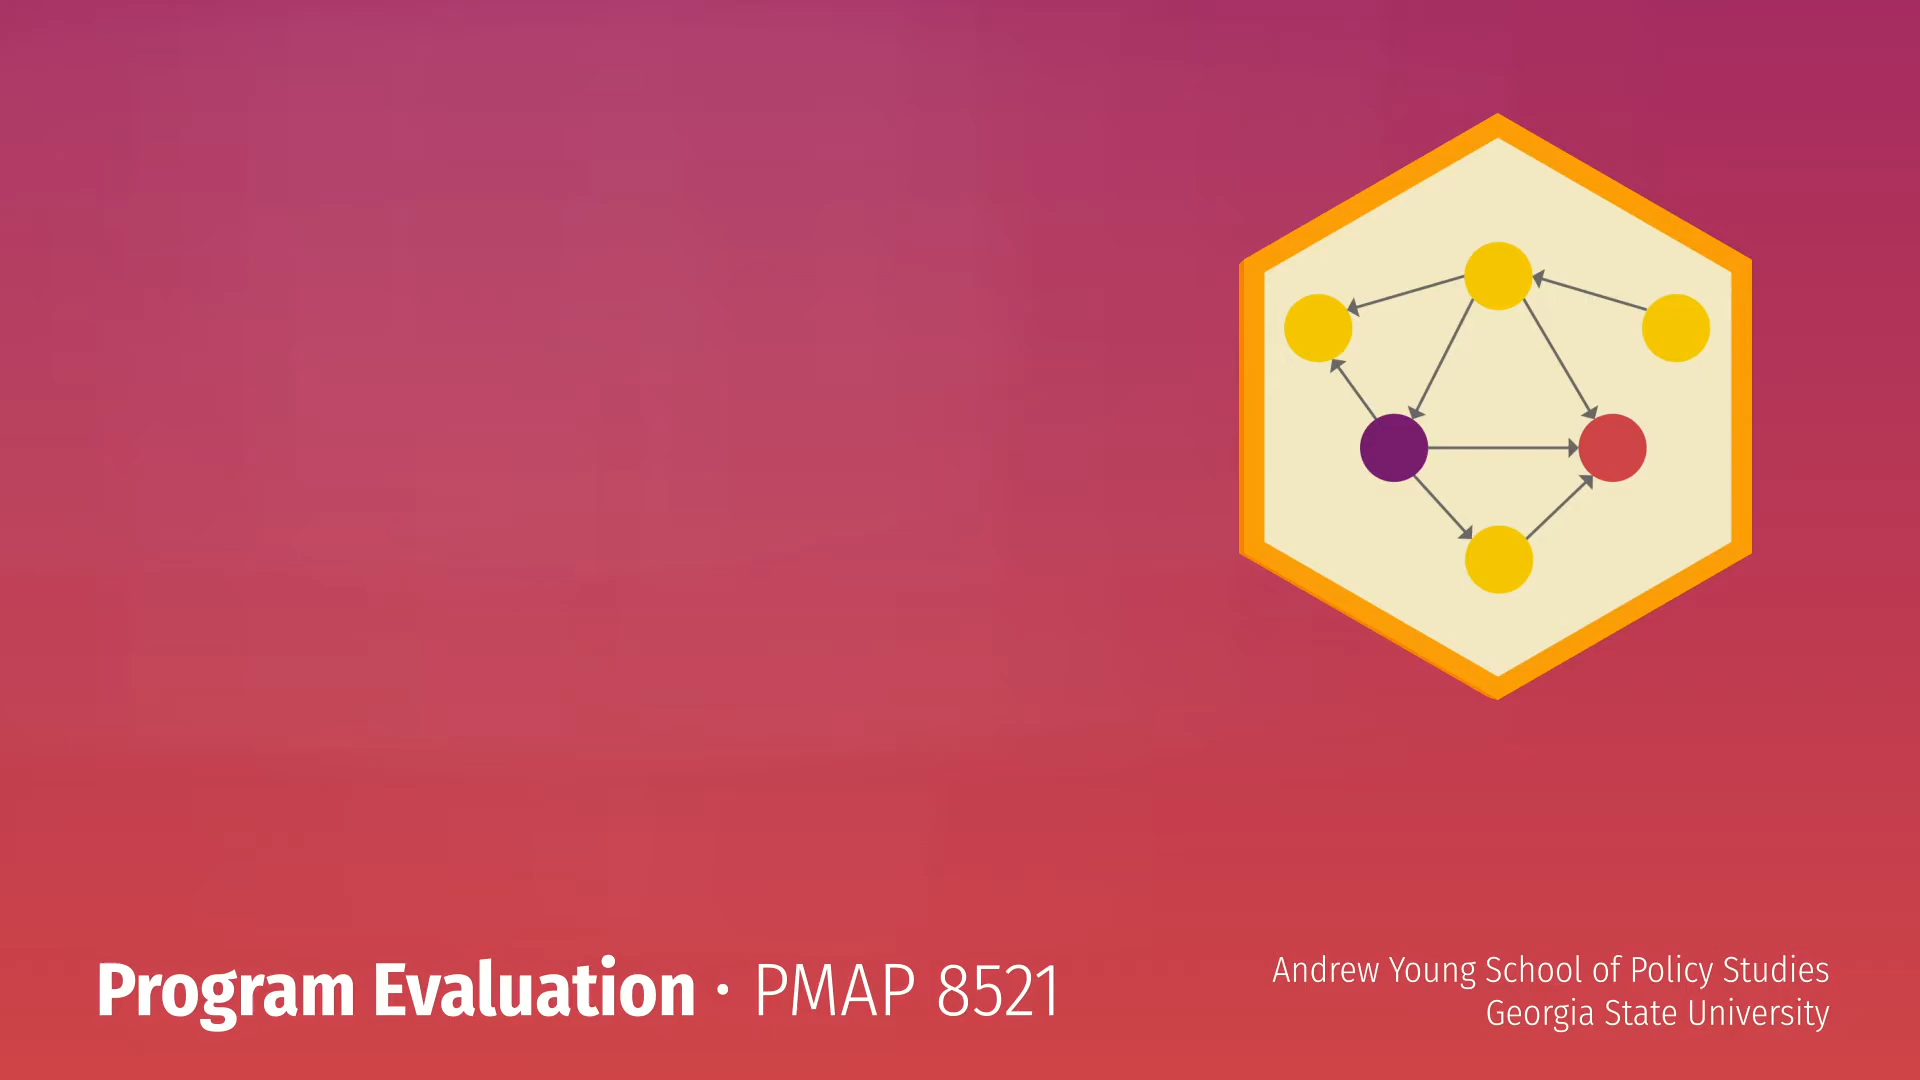 Program Evaluation · PMAP 8521
Andrew Young School of Policy Studies
Georgia State University